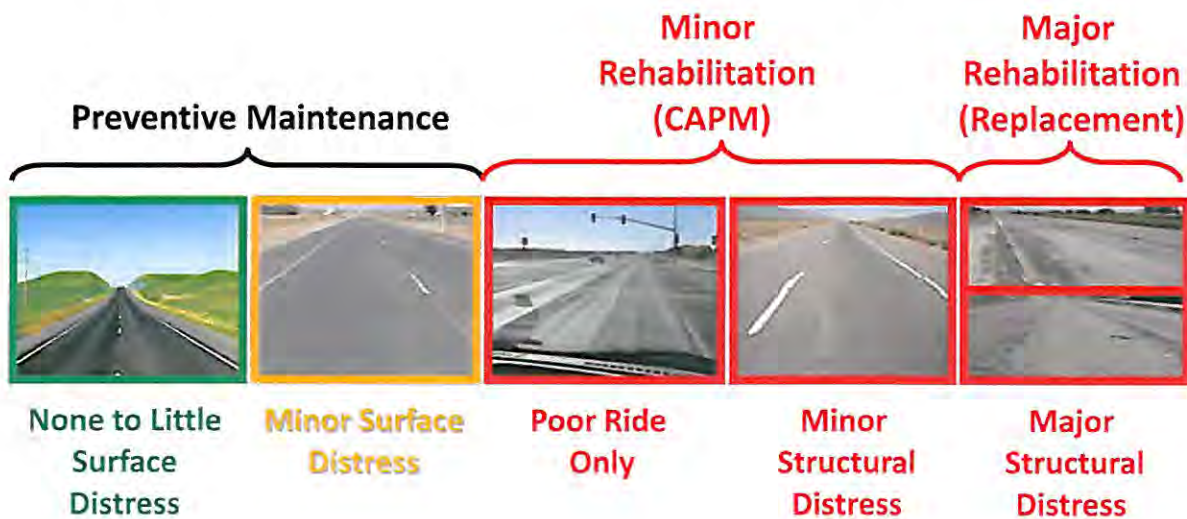 Preventive Maintenance
Minor
Rehabilitation
(CAPM)
Major
Rehabilitation
(Replacement)
None to Little
Surface
Distress
Minor Surface
Distress
Poor Ride
Only
Minor
Structural
Distress
Major
Structural
Distress